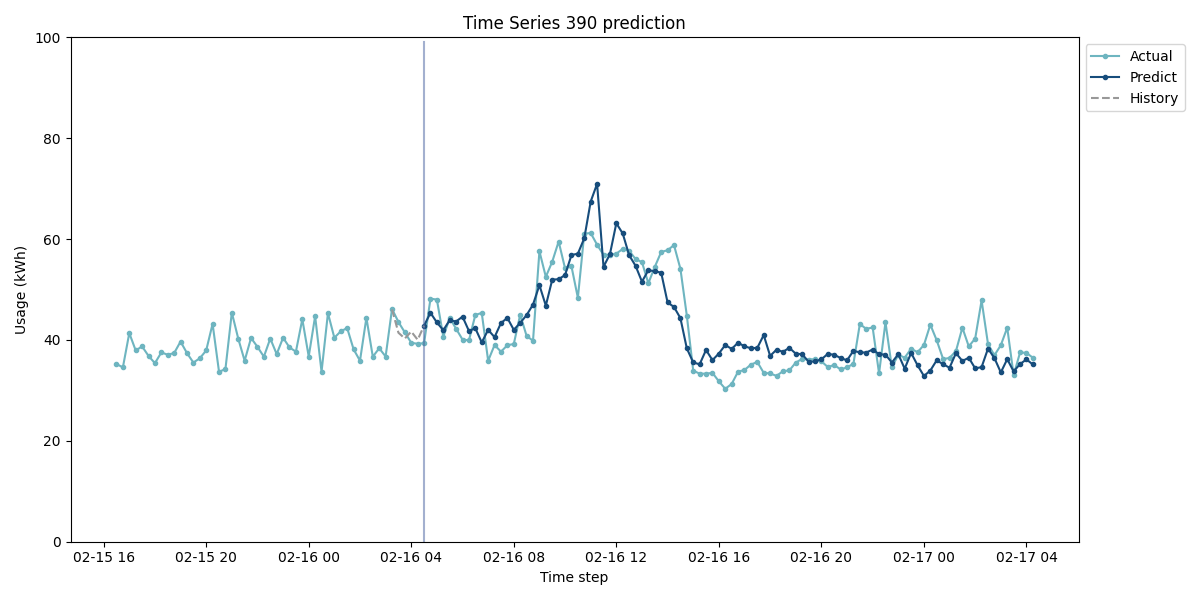 Time Series 390 prediction
100
80
60
40
20
0
Usage (kWh)
02-15 16
02-15 20
02-16 00
02-16 04
02-16 08
02-16 12
02-16 16
02-16 20
02-17 00
02-17 04
Time step
Actual
Predict
History